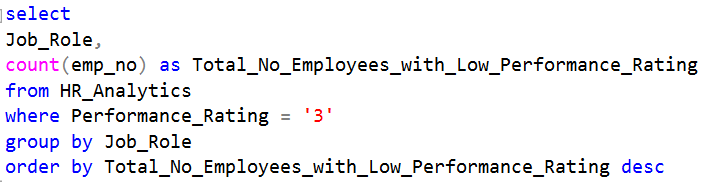 select
Job_Role,
count(emp_no) as Total_No_Employees_with_Low_Performance_Rating
from HR_Analytics
where Performance_Rating = '3'
group by Job_Role
order by Total_No_Employees_with_Low_Performance_Rating desc